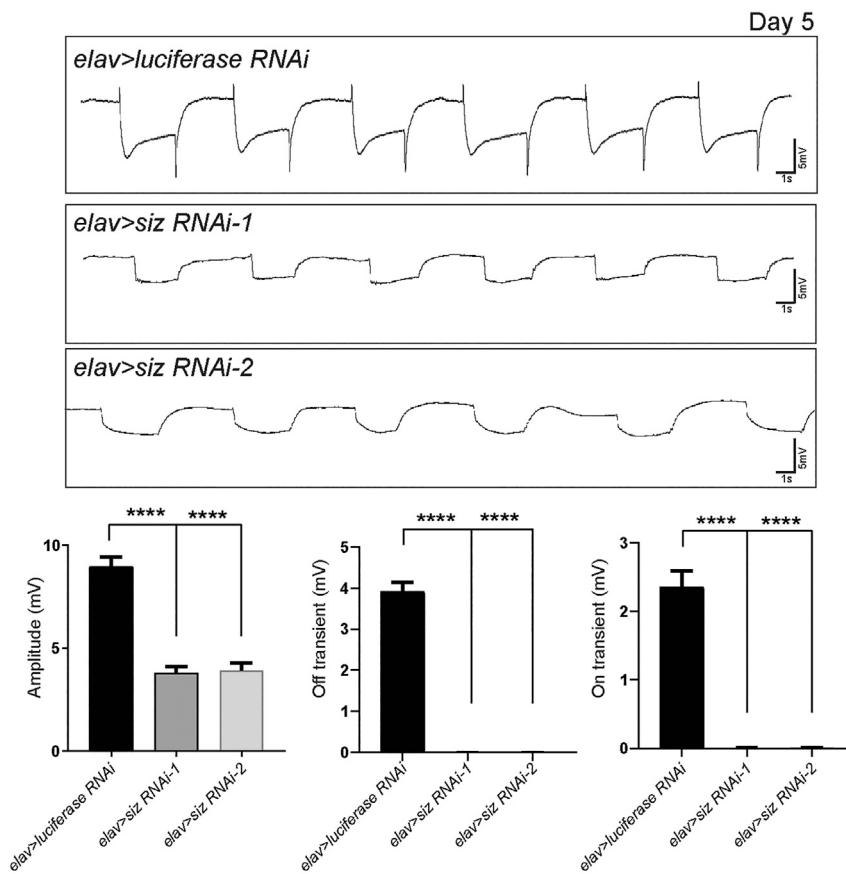 Day 5
elav>luciferase RNAi
5mV
1s
elav>siz RNAi-1
5mV
1s
elav>siz RNAi-2
5mV
1s
**** ****
10
5
0
Amplitude (mV)
elav>luciferase RNAi
elav>siz RNAi-1
elav>siz RNAi-2
**** ****
5
4
3
2
1
0
Off transient (mV)
elav>luciferase RNAi
elav>siz RNAi-1
elav>siz RNAi-2
**** ****
3
2
1
0
On transient (mV)
elav>luciferase RNAi
elav>siz RNAi-1
elav>siz RNAi-2